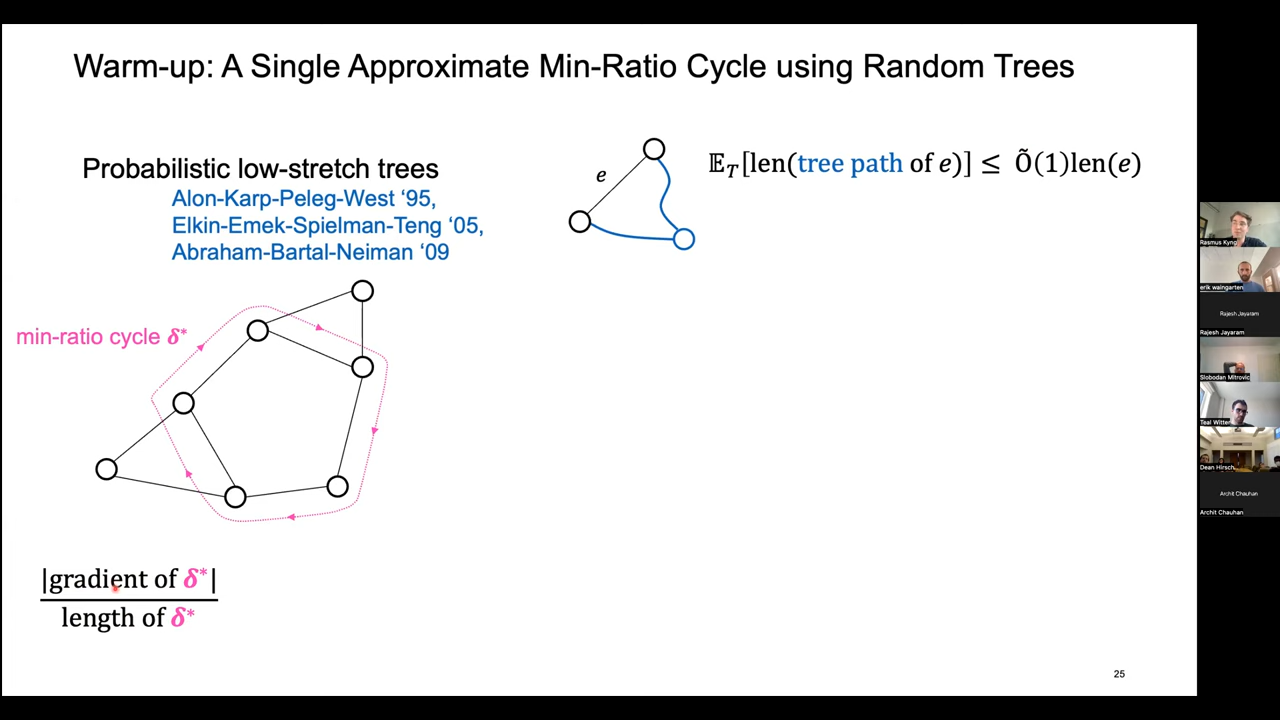 Warm-up: A Single Approximate Min-Ratio Cycle using Random Trees
Probabilistic low-stretch trees
Alon-Karp-Peleg-West ‘95,
Elkin-Emek-Spielman-Teng ‘05,
Abraham-Bartal-Neiman ‘09
e
𝔼_T[len(tree path of e)] ≤ Õ(1)len(e)
min-ratio cycle δ*
|gradient of δ*|
length of δ*
25
Rasmus Kyng
erik waingarten
Rajesh Jayaram
Rajesh Jayaram
Slobodan Mitrovic
Teal Witter
Dean Hirsch
Archit Chauhan
Archit Chauhan